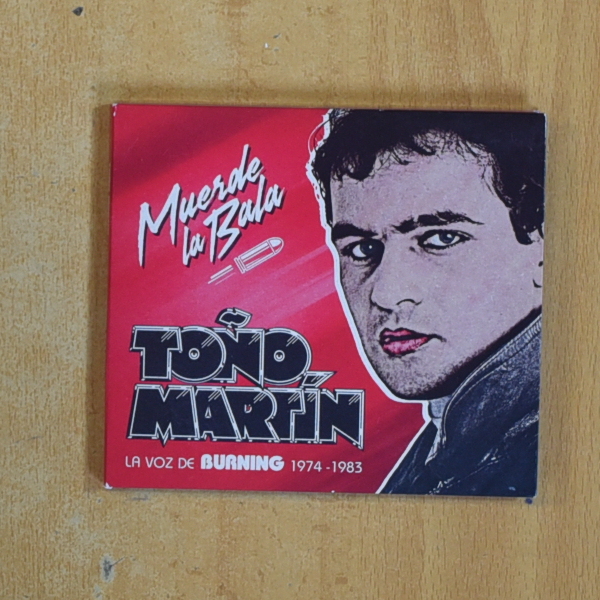 Muerde
la Bala
TOÑO
MARTÍN
LA VOZ DE BURNING 1974-1983